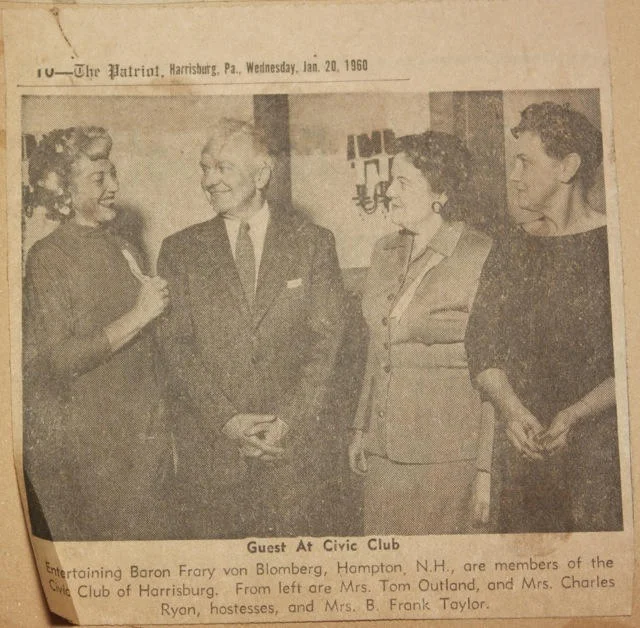 10—The Patriot, Harrisburg, Pa., Wednesday, Jan. 20, 1960
Guest At Civic Club
Entertaining Baron Frary von Blomberg, Hampton, N.H., are members of the
Civic Club of Harrisburg. From left are Mrs. Tom Outland, and Mrs. Charles
Ryan, hostesses, and Mrs. B. Frank Taylor.